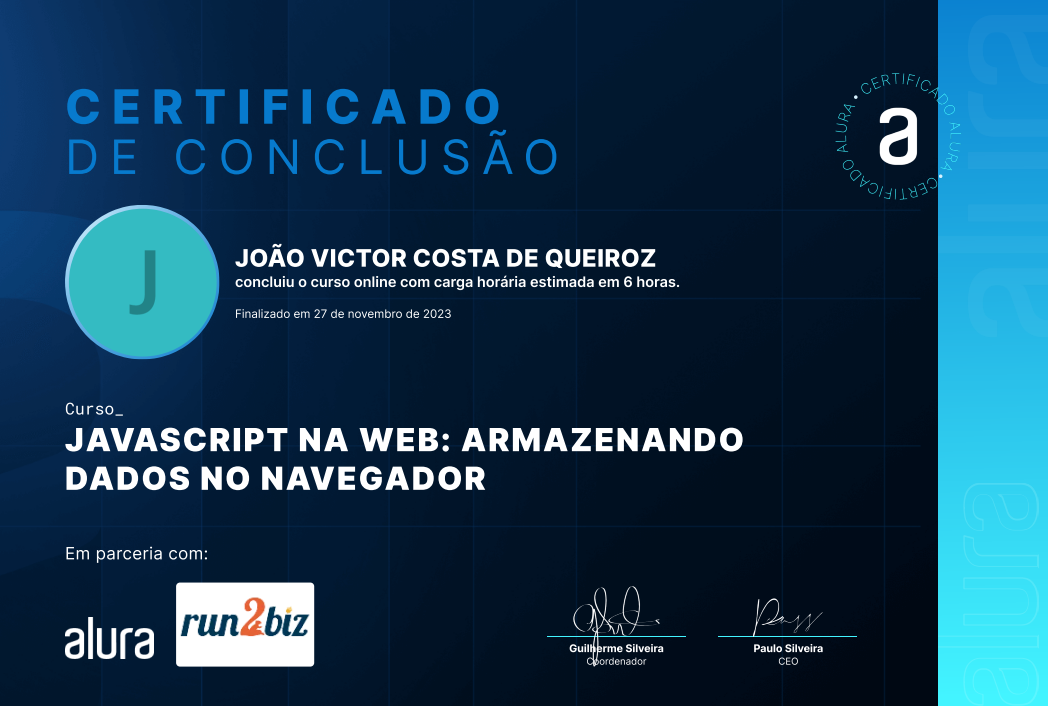 CERTIFICADO
DE CONCLUSÃO
• CERTIFICADO ALURA • CERTIFICADO ALURA
a
J
JOÃO VICTOR COSTA DE QUEIROZ
concluiu o curso online com carga horária estimada em 6 horas.
Finalizado em 27 de novembro de 2023
Curso_
JAVASCRIPT NA WEB: ARMAZENANDO
DADOS NO NAVEGADOR
Em parceria com:
alura
run2biz
Guilherme Silveira
Coordenador
Paulo Silveira
CEO
alura
alura